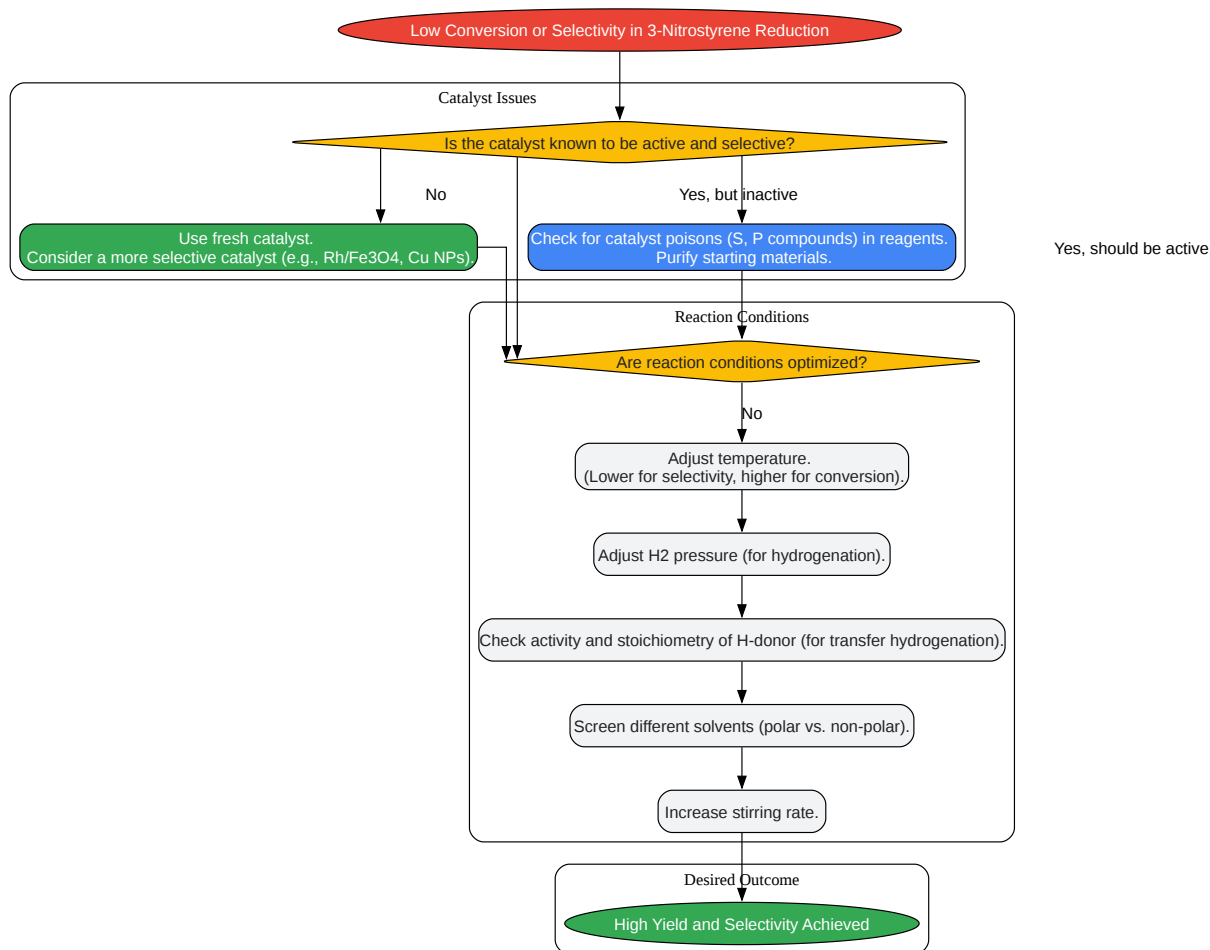 Low Conversion or Selectivity in 3-Nitrostyrene Reduction
Catalyst Issues
Is the catalyst known to be active and selective?
No
Yes, but inactive
Use fresh catalyst.
Consider a more selective catalyst (e.g., Rh/Fe3O4, Cu NPs).
Check for catalyst poisons (S, P compounds) in reagents.
Purify starting materials.
Yes, should be active
Reaction Conditions
Are reaction conditions optimized?
No
Adjust temperature.
(Lower for selectivity, higher for conversion).
Adjust H2 pressure (for hydrogenation).
Check activity and stoichiometry of H-donor (for transfer hydrogenation).
Screen different solvents (polar vs. non-polar).
Increase stirring rate.
Desired Outcome
High Yield and Selectivity Achieved